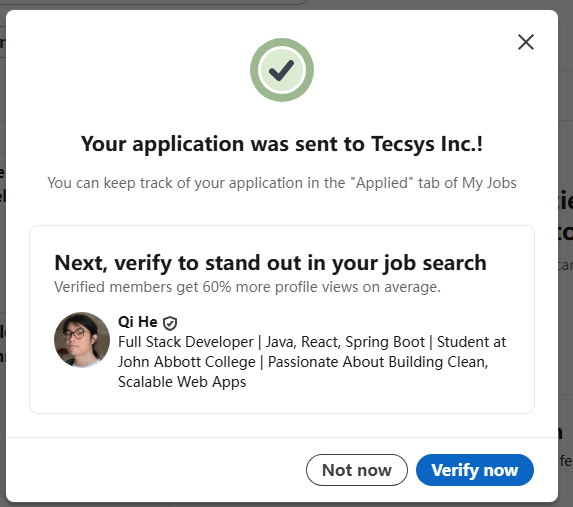 Your application was sent to Tecsys Inc.!
You can keep track of your application in the "Applied" tab of My Jobs
Next, verify to stand out in your job search
Verified members get 60% more profile views on average.
Qi He
Full Stack Developer | Java, React, Spring Boot | Student at
John Abbott College | Passionate About Building Clean,
Scalable Web Apps
Not now
Verify now